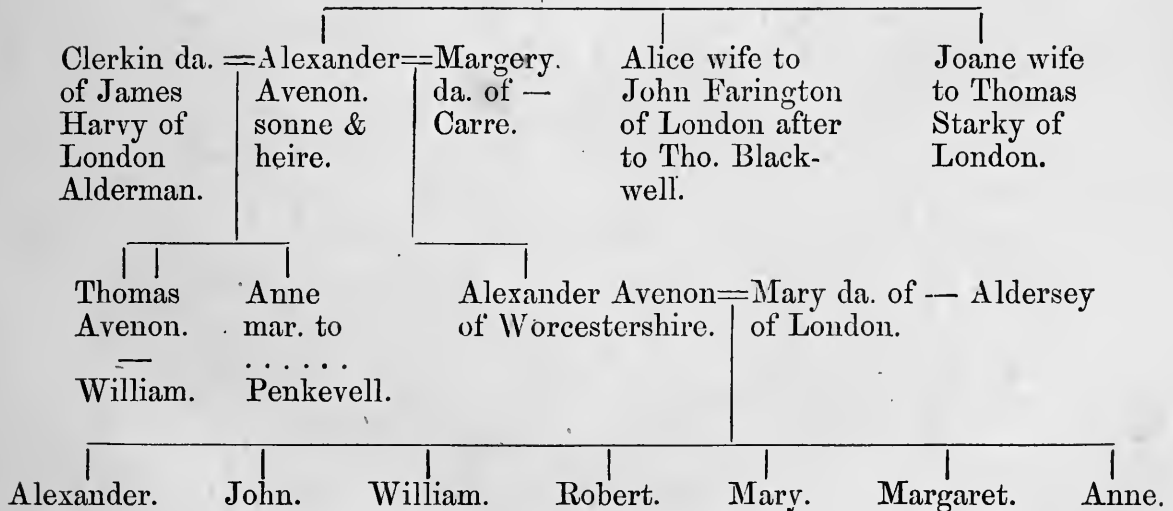 Clerkin da. of James Harvy of London Alderman.
Alexander Avenon. sonne & heire.
Margery. da. of — Carre.
Alice wife to John Farington of London after to Tho. Black-well.
Joane wife to Thomas Starky of London.
Thomas Avenon.
William.
Anne mar. to ...... Penkevell.
Alexander Avenon of Worcestershire.
Mary da. of — Aldersey of London.
Alexander. John. William. Robert. Mary. Margaret. Anne.